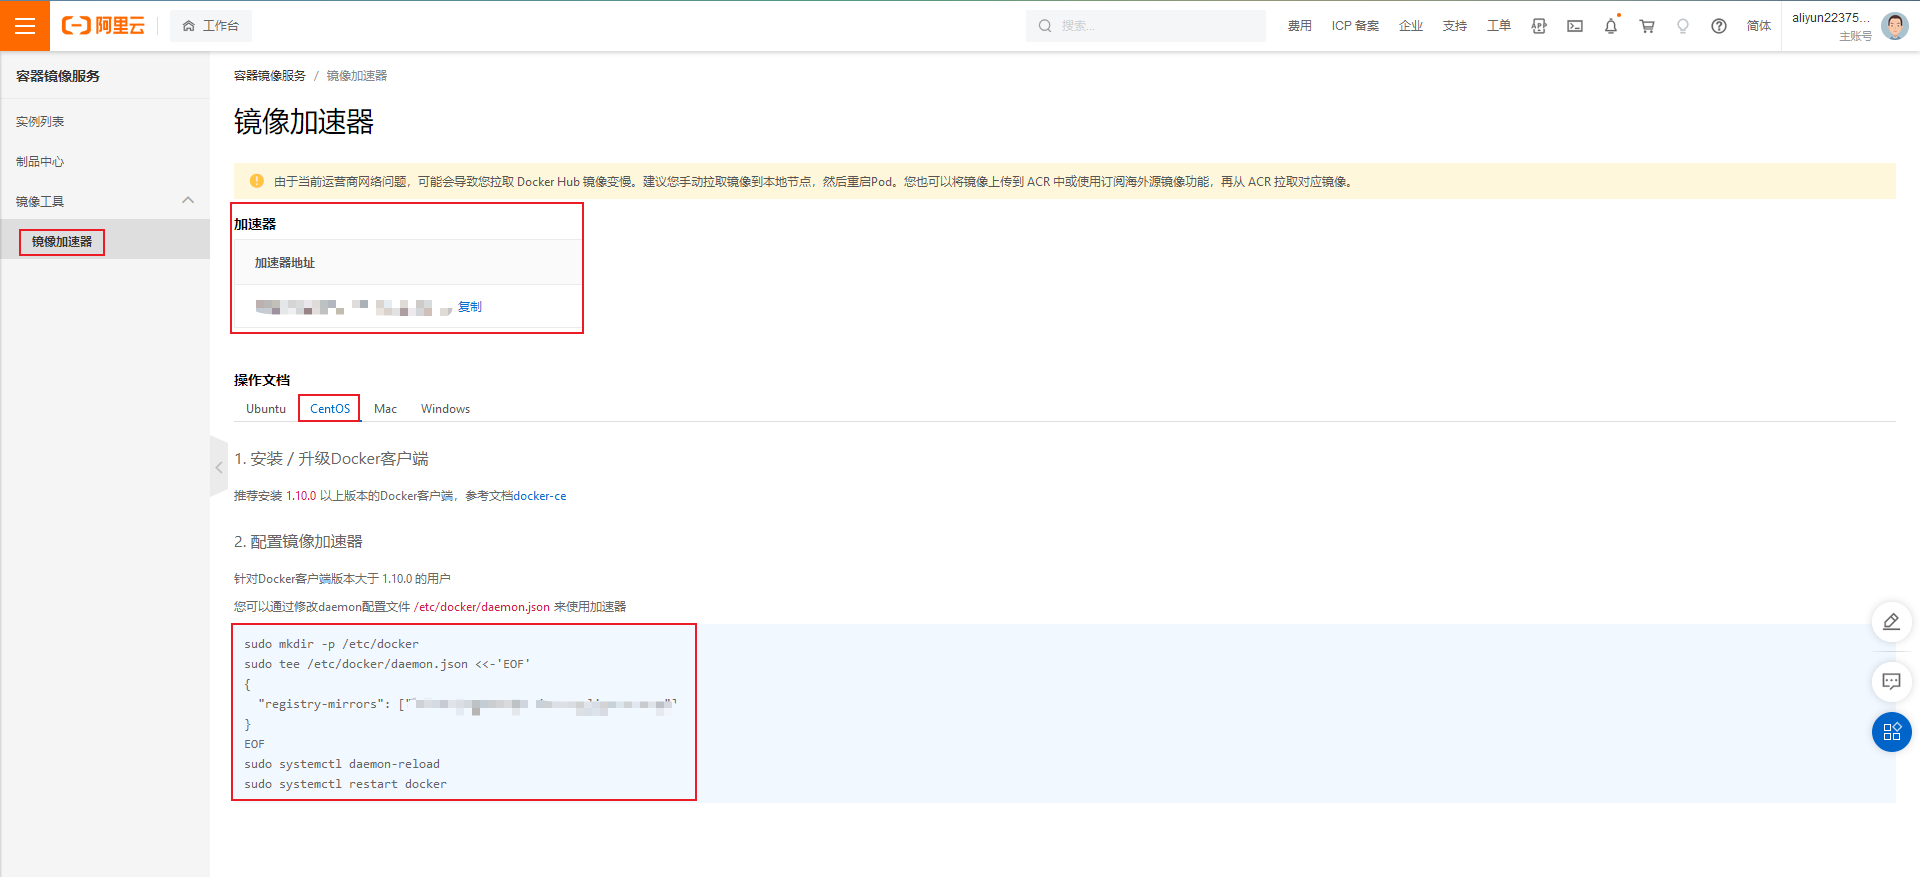 阿里云
工作台
搜索...
费用
ICP 备案
企业
支持
工单
简体
aliyun22375...
主账号
容器镜像服务
实例列表
制品中心
镜像工具
镜像加速器
容器镜像服务 / 镜像加速器
镜像加速器
由于当前运营商网络问题，可能会导致您拉取 Docker Hub 镜像变慢。建议您手动拉取镜像到本地节点，然后重启Pod。您也可以将镜像上传到 ACR 中或使用订阅海外源镜像功能，再从 ACR 拉取对应镜像。
加速器
加速器地址
复制
操作文档
Ubuntu
CentOS
Mac
Windows
1. 安装 / 升级Docker客户端
推荐安装 1.10.0 以上版本的Docker客户端，参考文档docker-ce
2. 配置镜像加速器
针对Docker客户端版本大于 1.10.0 的用户
您可以通过修改daemon配置文件 /etc/docker/daemon.json 来使用加速器
sudo mkdir -p /etc/docker
sudo tee /etc/docker/daemon.json <<-'EOF'
{
"registry-mirrors": ["
}
EOF
sudo systemctl daemon-reload
sudo systemctl restart docker